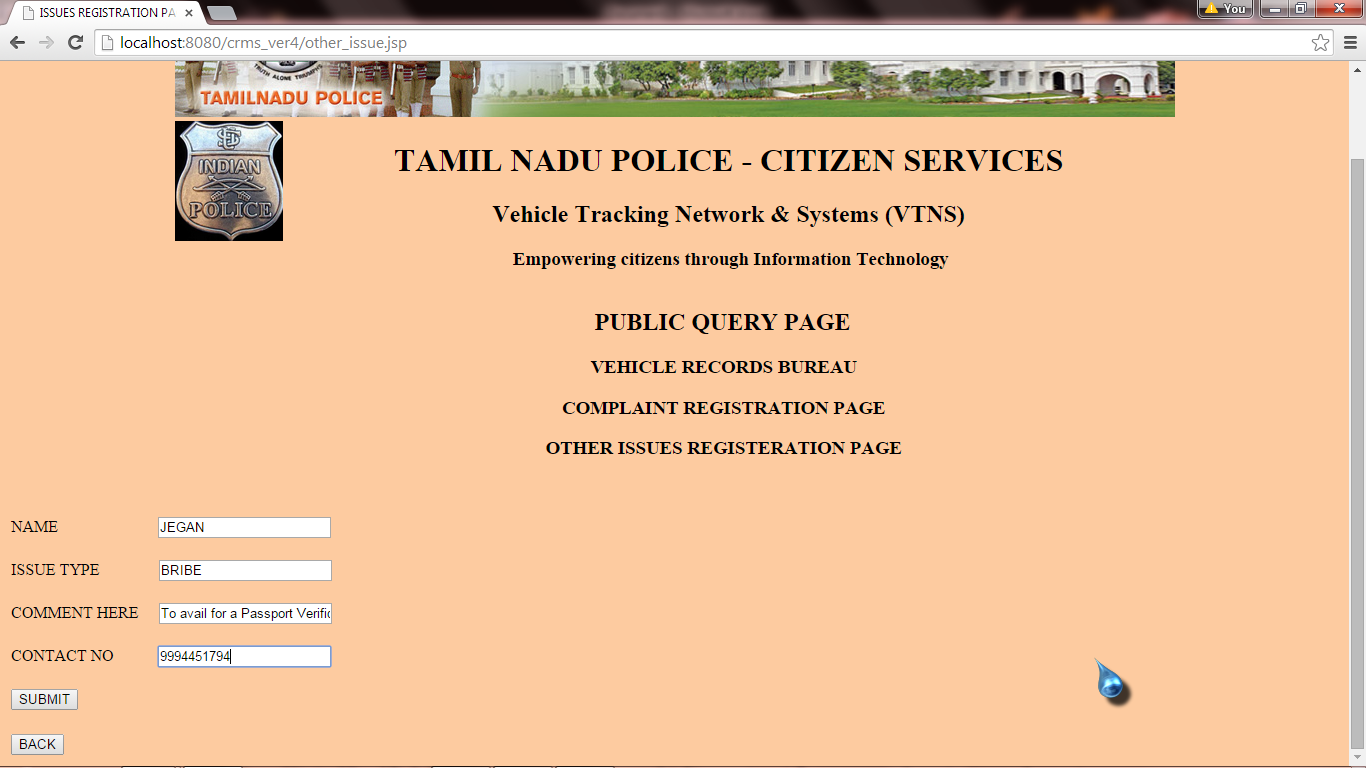 ISSUES REGISTRATION PA
You
localhost:8080/crms_ver4/other_issue.jsp
TRUTH ALONE TRIUMPHS
TAMILNADU POLICE
INDIAN
POLICE
TAMIL NADU POLICE - CITIZEN SERVICES
Vehicle Tracking Network & Systems (VTNS)
Empowering citizens through Information Technology
PUBLIC QUERY PAGE
VEHICLE RECORDS BUREAU
COMPLAINT REGISTRATION PAGE
OTHER ISSUES REGISTERATION PAGE
NAME JEGAN
ISSUE TYPE BRIBE
COMMENT HERE To avail for a Passport Verific
CONTACT NO 9994451794
SUBMIT
BACK